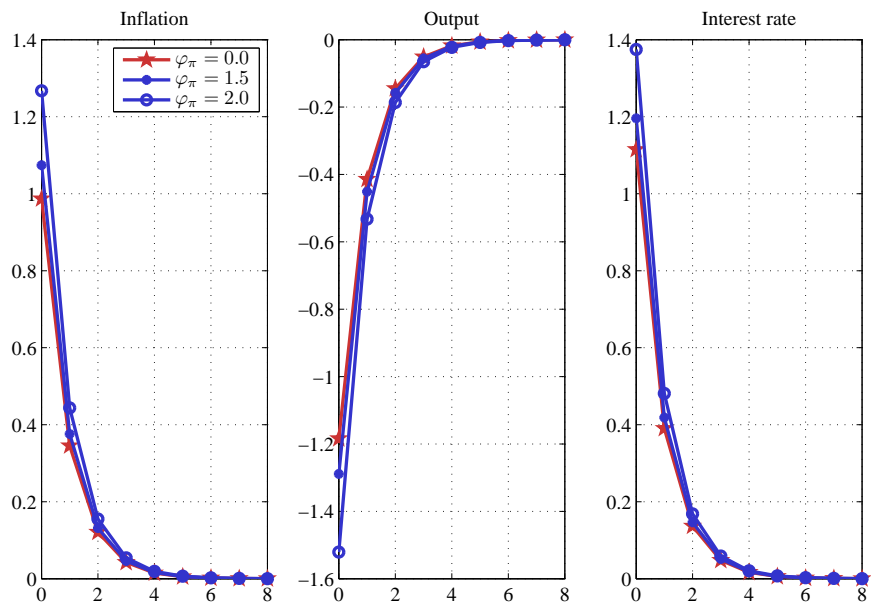 Inflation
1.4
1.2
1
0.8
0.6
0.4
0.2
0
0 2 4 6 8
φπ = 0.0
φπ = 1.5
φπ = 2.0
Output
0
−0.2
−0.4
−0.6
−0.8
−1
−1.2
−1.4
−1.6
0 2 4 6 8
Interest rate
1.4
1.2
1
0.8
0.6
0.4
0.2
0
0 2 4 6 8